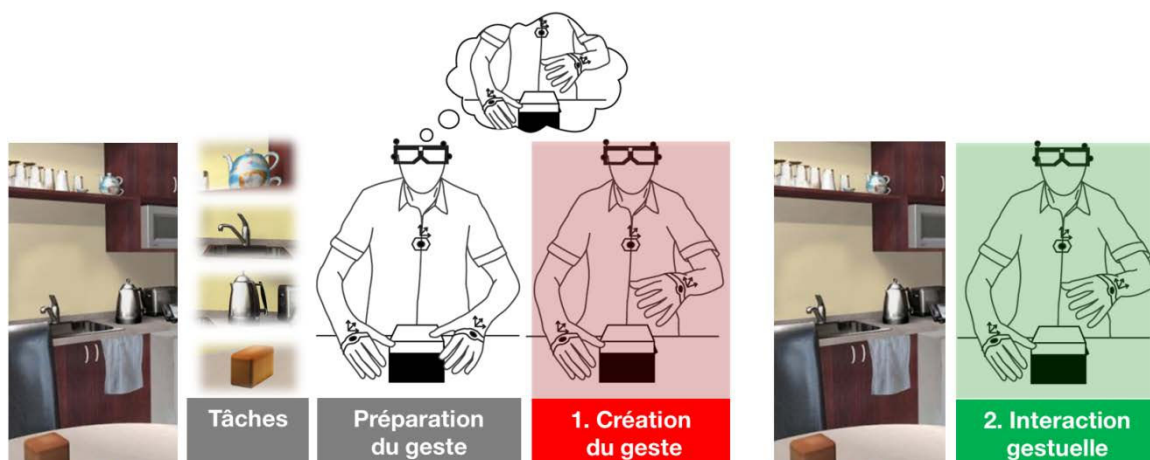 Tâches
Préparation
du geste
1. Création
du geste
2. Interaction
gestuelle